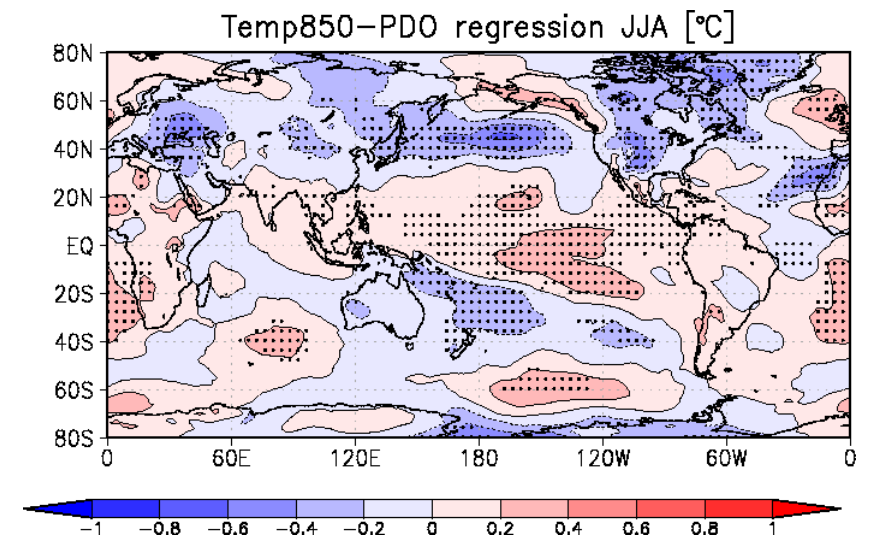 Temp850-PDO regression JJA [℃]
80N
60N
40N
20N
EQ
20S
40S
60S
80S
0 60E 120E 180 120W 60W 0
-1 -0.8 -0.6 -0.4 -0.2 0 0.2 0.4 0.6 0.8 1